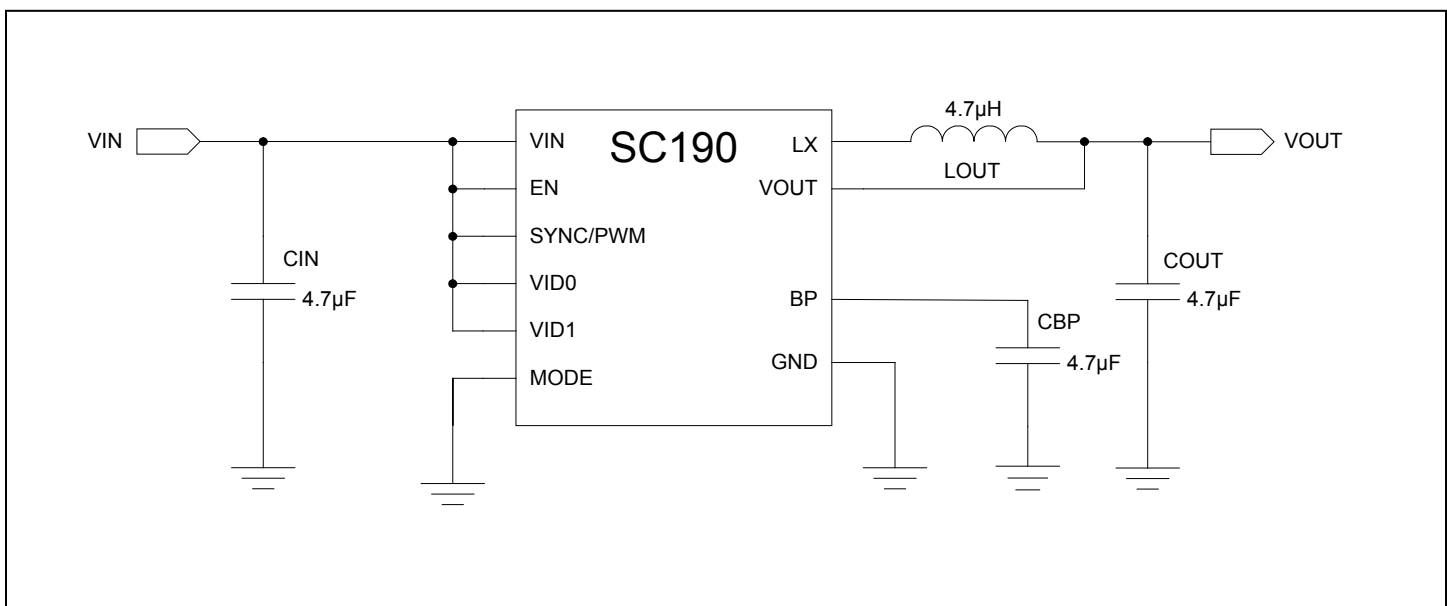 4.7µH
VIN
VIN
SC190
LX
VOUT
LOUT
EN
VOUT
SYNC/PWM
CIN
4.7µF
VID0
BP
COUT
4.7µF
VID1
CBP
4.7µF
GND
MODE